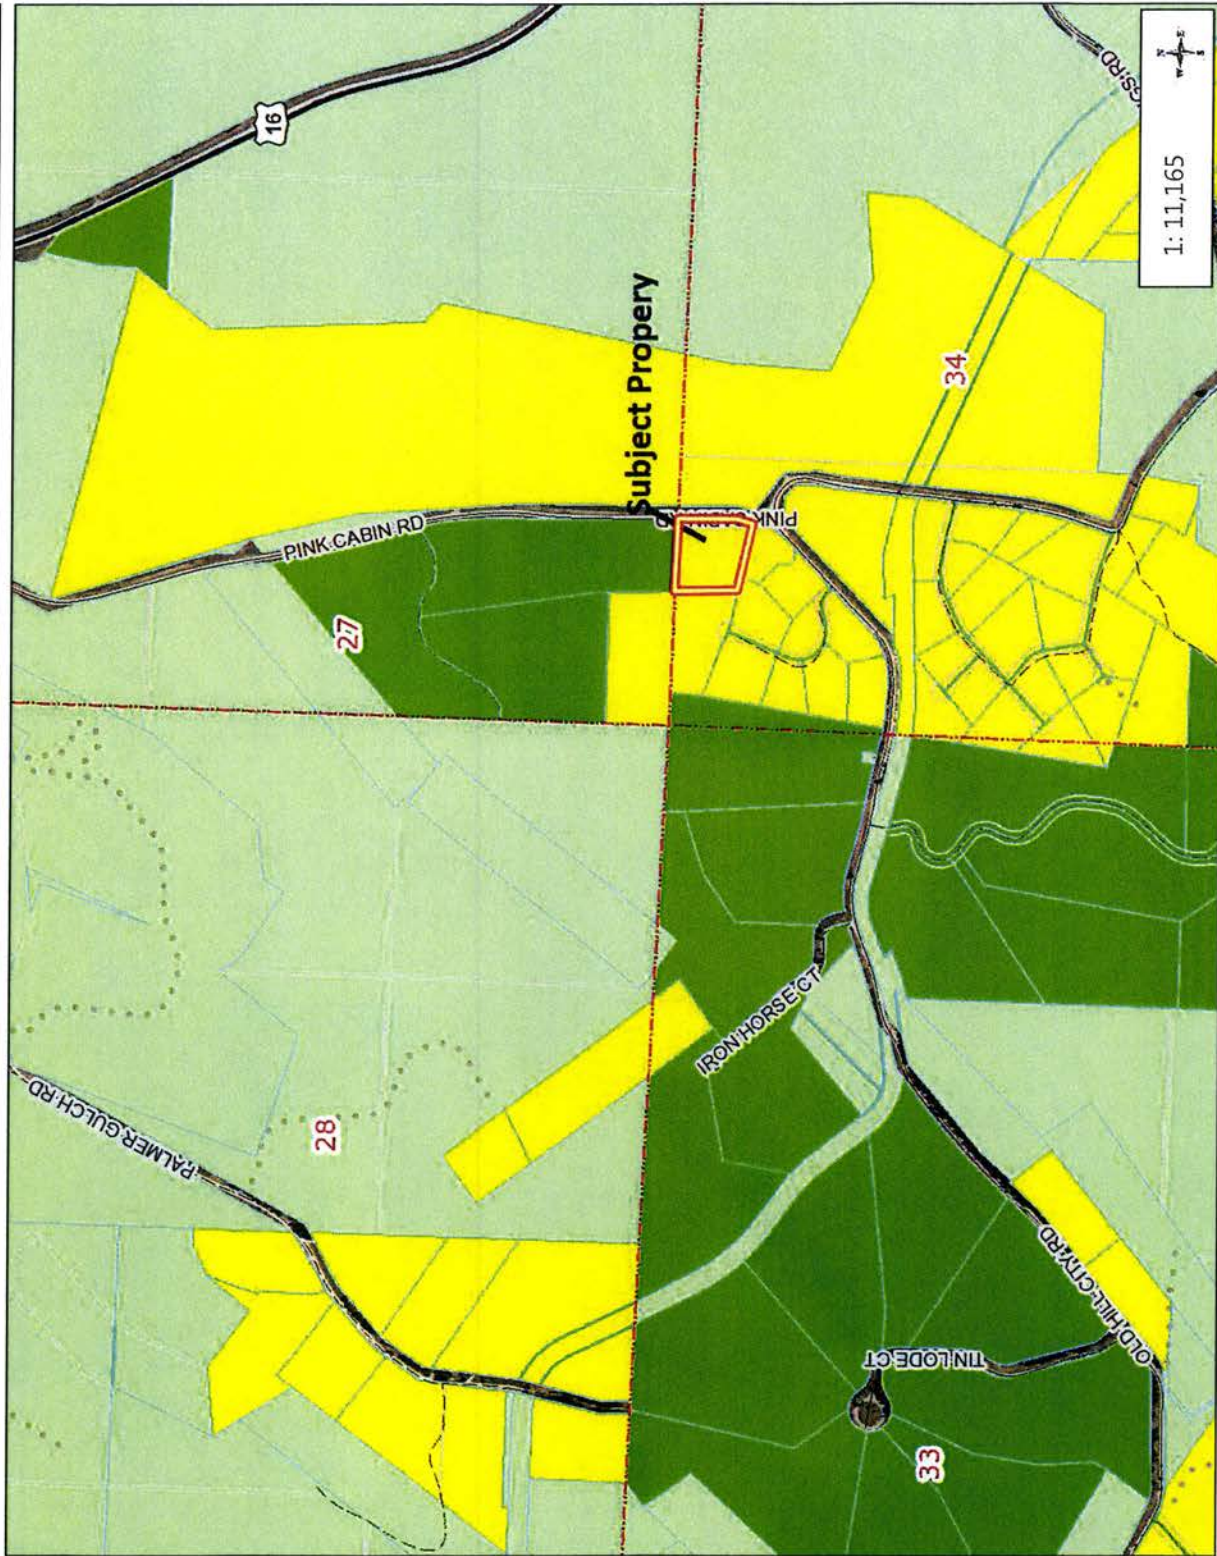 16
PINK CABIN RD
27
Subject Propery
34
PALMER GULCH RD
28
IRON HORSE CT
OLD HILL CITY RD
TIN LODE CT
33
1: 11,165
N
W
E
S